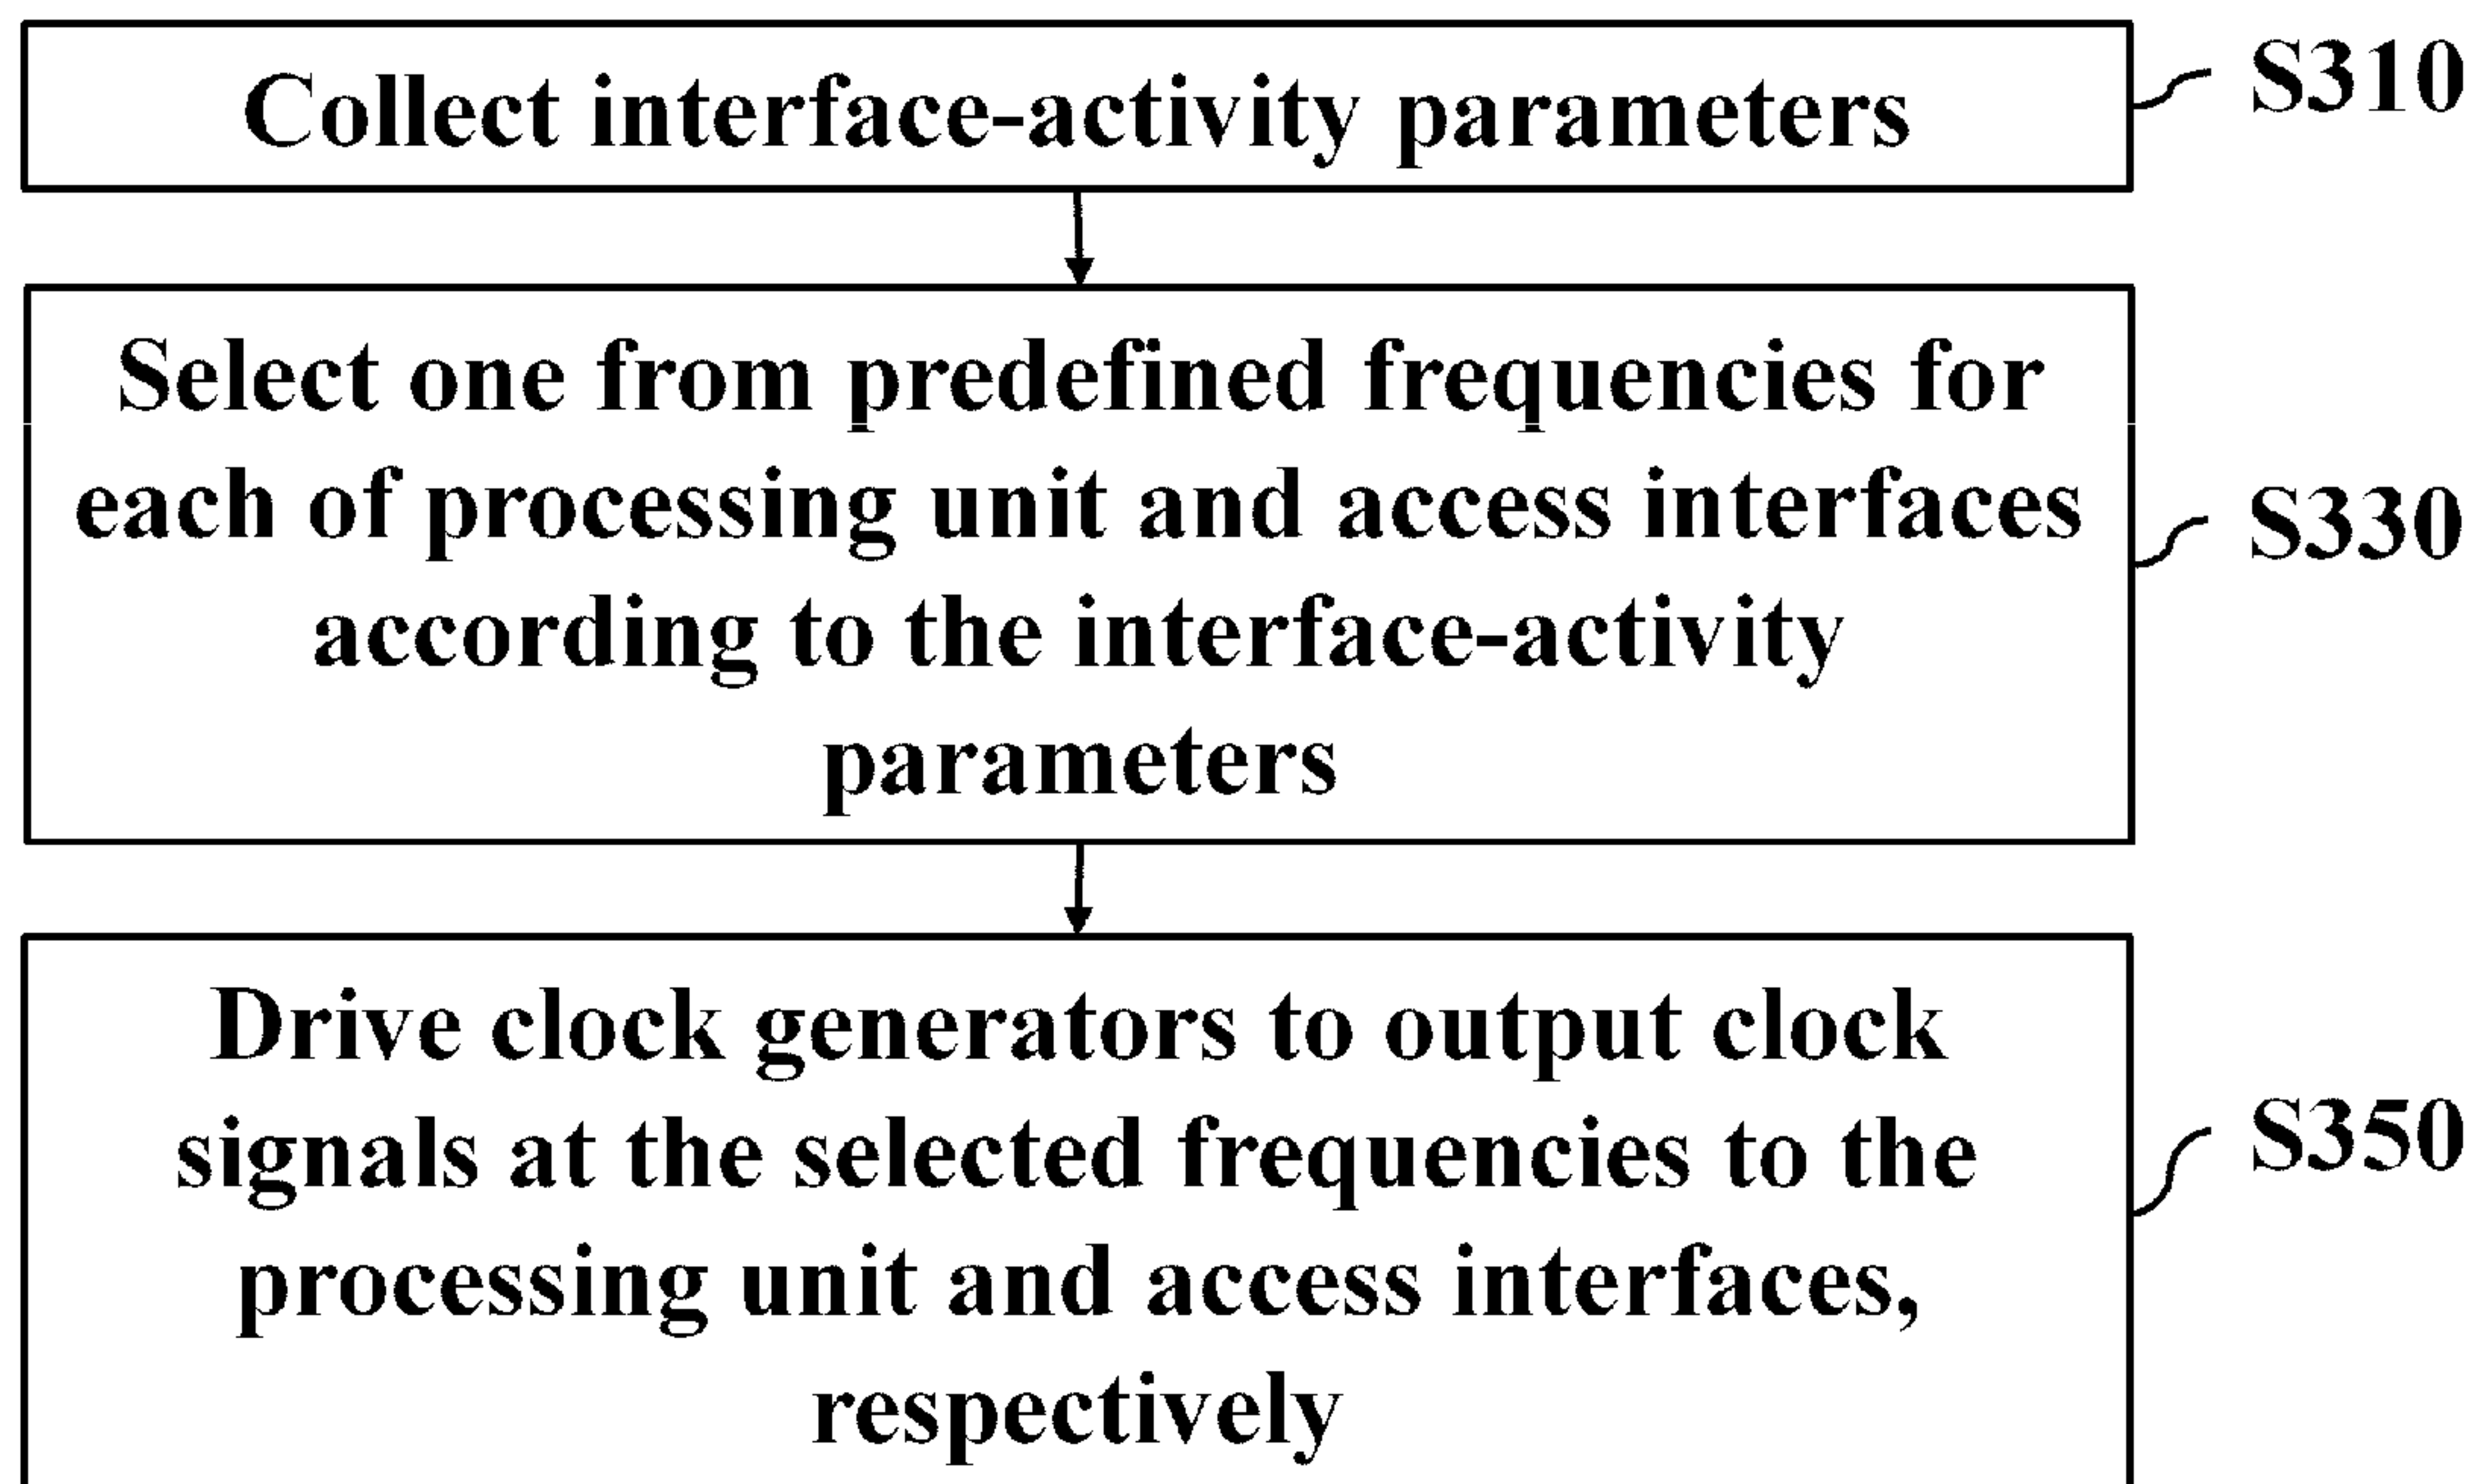 Collect interface-activity parameters
S310
Select one from predefined frequencies for
each of processing unit and access interfaces
according to the interface-activity
parameters
S330
Drive clock generators to output clock
signals at the selected frequencies to the
processing unit and access interfaces,
respectively
S350